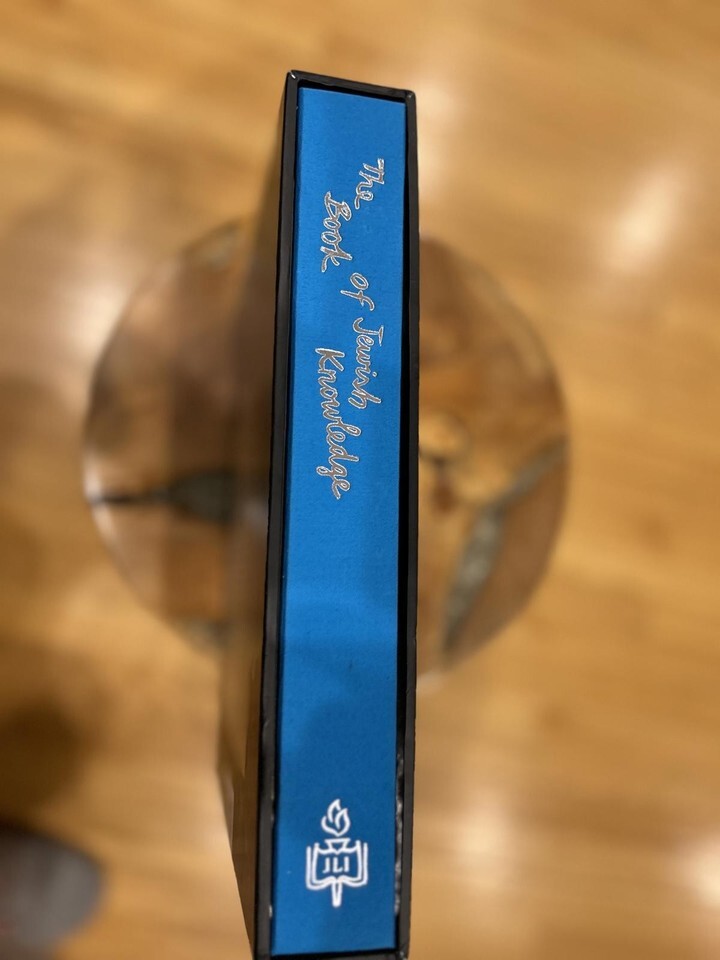 The
Book
of Jewish
Knowledge
JLI